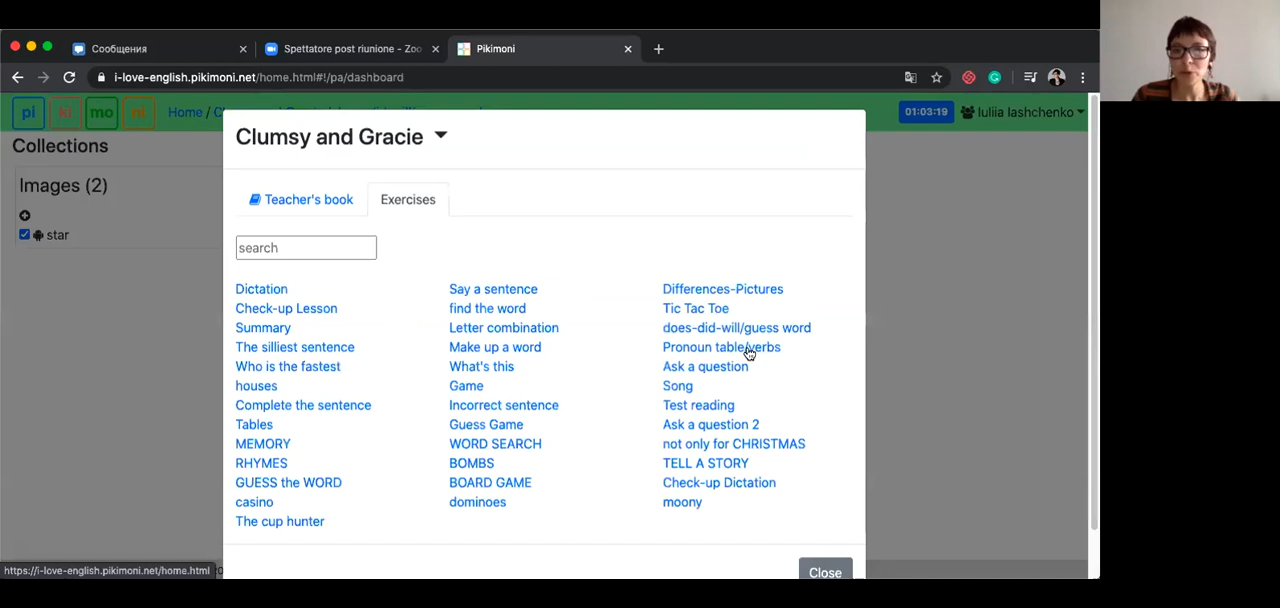 Сообщения
Spettatore post riunione - Zoo
Pikimoni
i-love-english.pikimoni.net/home.html#!/pa/dashboard
pi ki mo ni Home / 01:03:19 Iuliia Iashchenko
Collections
Images (2)
star
Clumsy and Gracie
Teacher's book Exercises
search
Dictation Say a sentence Differences-Pictures
Check-up Lesson find the word Tic Tac Toe
Summary Letter combination does-did-will/guess word
The silliest sentence Make up a word Pronoun table/verbs
Who is the fastest What's this Ask a question
houses Game Song
Complete the sentence Incorrect sentence Test reading
Tables Guess Game Ask a question 2
MEMORY WORD SEARCH not only for CHRISTMAS
RHYMES BOMBS TELL A STORY
GUESS the WORD BOARD GAME Check-up Dictation
casino dominoes moony
The cup hunter
Close
https://i-love-english.pikimoni.net/home.html